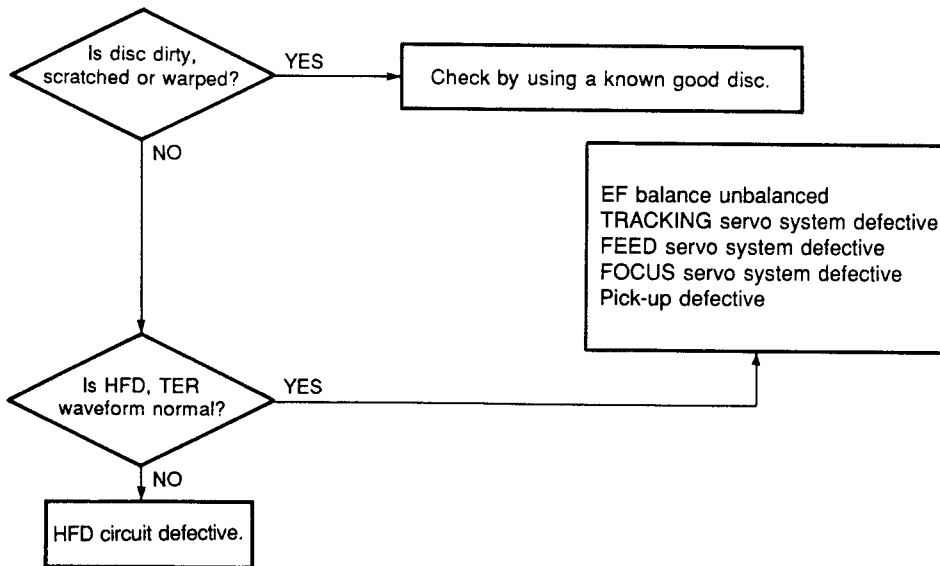 Is disc dirty,
scratched or warped?
YES
Check by using a known good disc.
NO
EF balance unbalanced
TRACKING servo system defective
FEED servo system defective
FOCUS servo system defective
Pick-up defective
Is HFD, TER
waveform normal?
YES
NO
HFD circuit defective.